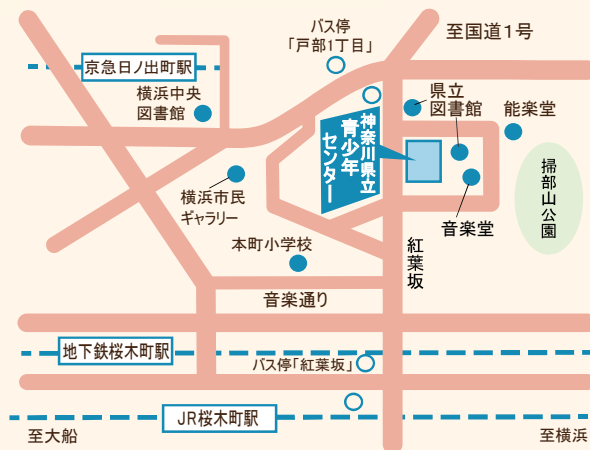 バス停
「戸部1丁目」
至国道1号
京急日ノ出町駅
横浜中央
図書館
県立
図書館
能楽堂
神奈川県立
青少年
センター
掃部山公園
横浜市民
ギャラリー
音楽堂
本町小学校
紅葉坂
音楽通り
地下鉄桜木町駅
バス停「紅葉坂」
JR桜木町駅
至大船
至横浜